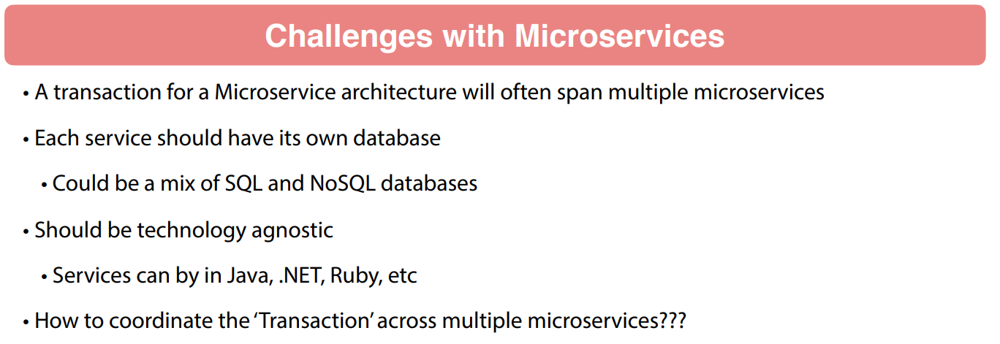 Challenges with Microservices
• A transaction for a Microservice architecture will often span multiple microservices
• Each service should have its own database
• Could be a mix of SQL and NoSQL databases
• Should be technology agnostic
• Services can by in Java, .NET, Ruby, etc
• How to coordinate the ‘Transaction’ across multiple microservices???